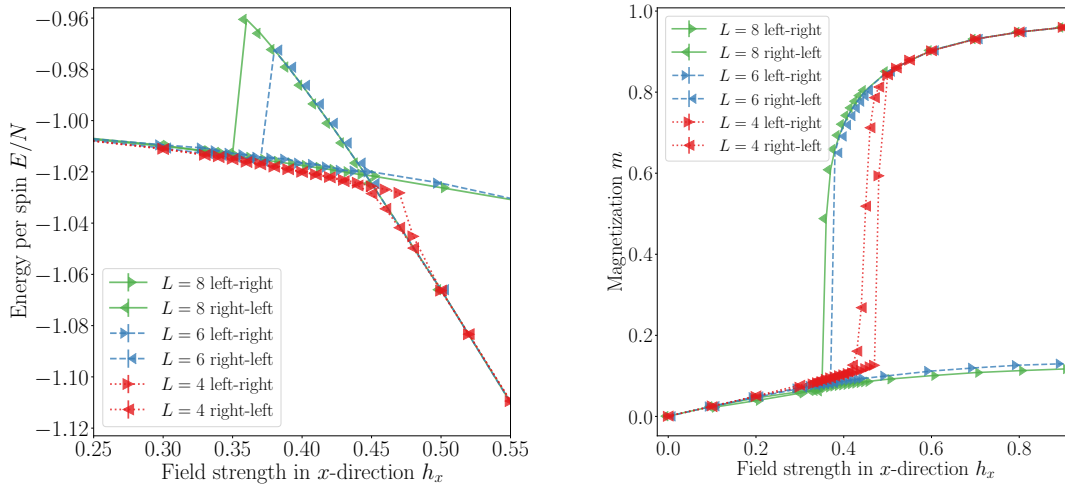 −0.96
−0.98
−1.00
−1.02
−1.04
−1.06
−1.08
−1.10
−1.12
Energy per spin E/N
L = 8 left-right
L = 8 right-left
L = 6 left-right
L = 6 right-left
L = 4 left-right
L = 4 right-left
0.25 0.30 0.35 0.40 0.45 0.50 0.55
Field strength in x-direction h_x
1.0
0.8
0.6
0.4
0.2
0.0
Magnetization m
L = 8 left-right
L = 8 right-left
L = 6 left-right
L = 6 right-left
L = 4 left-right
L = 4 right-left
0.0 0.2 0.4 0.6 0.8
Field strength in x-direction h_x